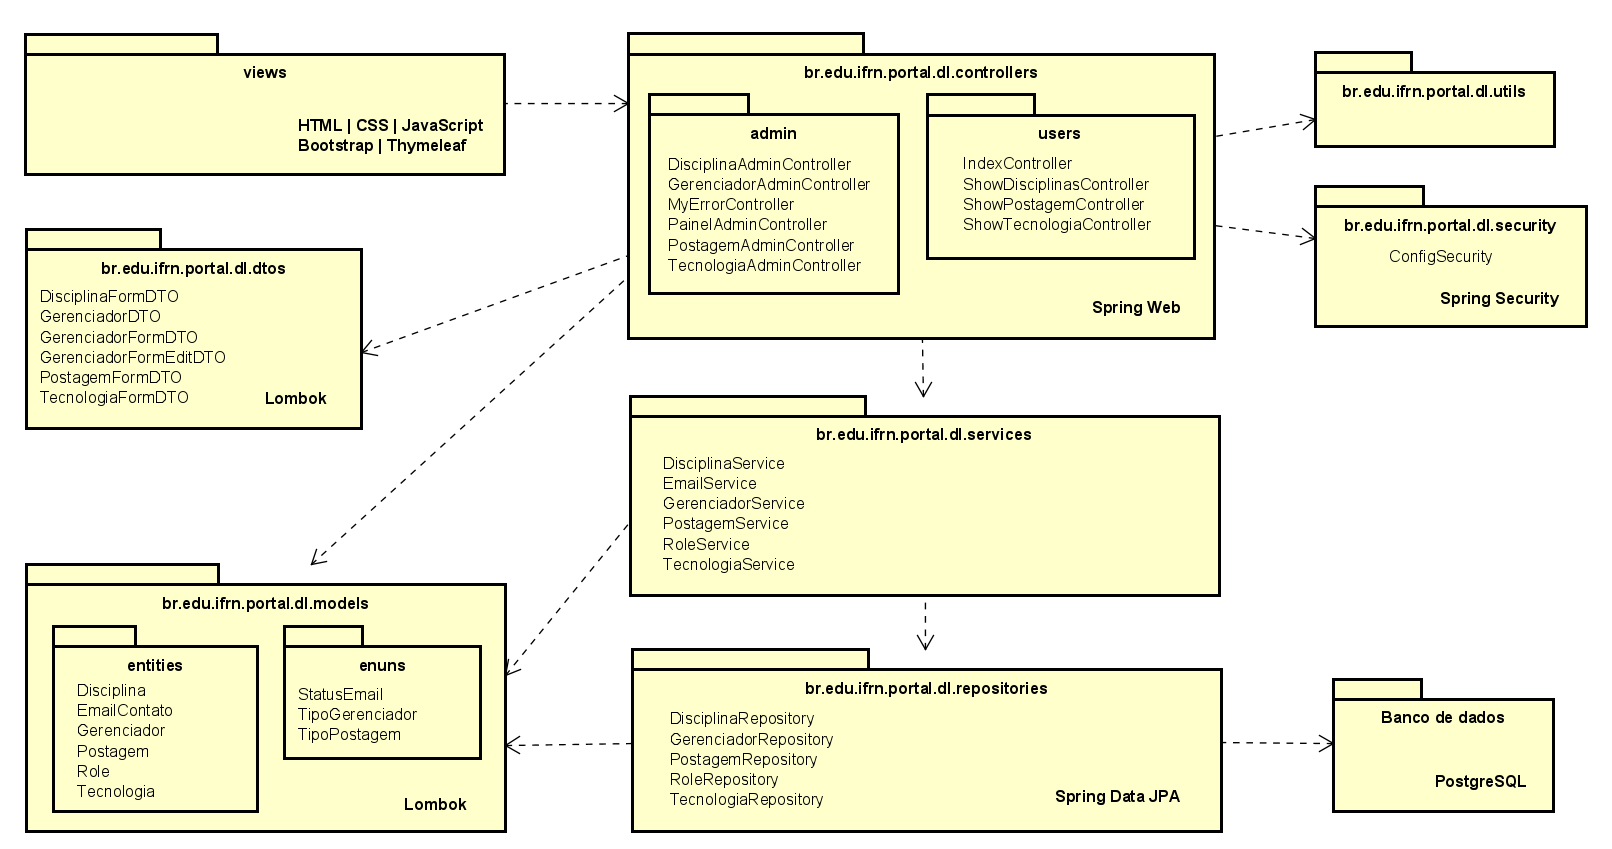 views
HTML | CSS | JavaScript
Bootstrap | Thymeleaf
br.edu.ifrn.portal.dl.controllers
admin
DisciplinaAdminController
GerenciadorAdminController
MyErrorController
PainelAdminController
PostagemAdminController
TecnologiaAdminController
users
IndexController
ShowDisciplinasController
ShowPostagemController
ShowTecnologiaController
Spring Web
br.edu.ifrn.portal.dl.utils
br.edu.ifrn.portal.dl.security
ConfigSecurity
Spring Security
br.edu.ifrn.portal.dl.dtos
DisciplinaFormDTO
GerenciadorDTO
GerenciadorFormDTO
GerenciadorFormEditDTO
PostagemFormDTO
TecnologiaFormDTO
Lombok
br.edu.ifrn.portal.dl.services
DisciplinaService
EmailService
GerenciadorService
PostagemService
RoleService
TecnologiaService
br.edu.ifrn.portal.dl.models
entities
Disciplina
EmailContato
Gerenciador
Postagem
Role
Tecnologia
enuns
StatusEmail
TipoGerenciador
TipoPostagem
Lombok
br.edu.ifrn.portal.dl.repositories
DisciplinaRepository
GerenciadorRepository
PostagemRepository
RoleRepository
TecnologiaRepository
Spring Data JPA
Banco de dados
PostgreSQL